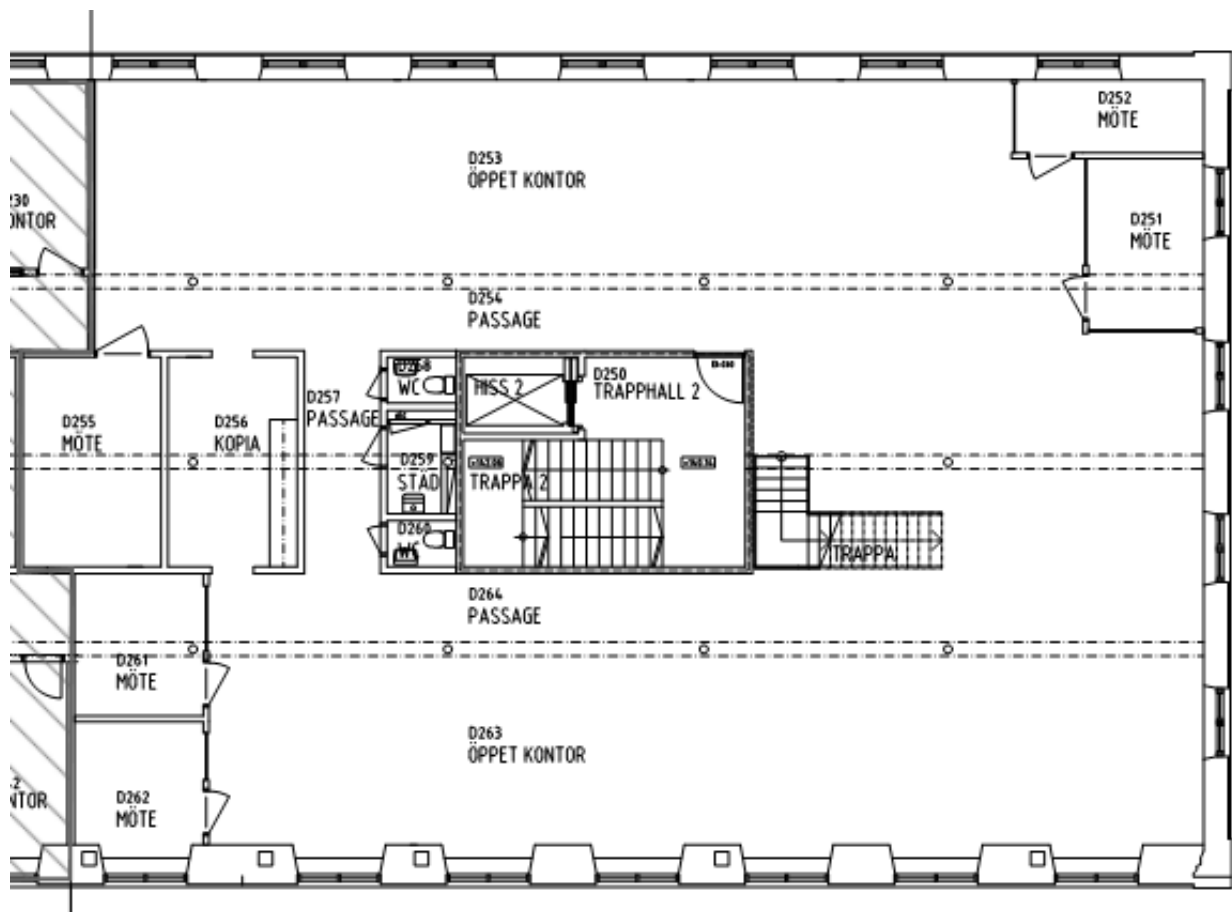 D252
MÖTE
D253
ÖPPET KONTOR
D251
MÖTE
D254
PASSAGE
WC
HISS 2
D250
TRAPPHALL 2
D257
PASSAGE
D255
MÖTE
D256
KOPIA
D259
STÄD
TRAPPA 2
D260
WC
TRAPPA
D264
PASSAGE
D261
MÖTE
D263
ÖPPET KONTOR
D262
MÖTE